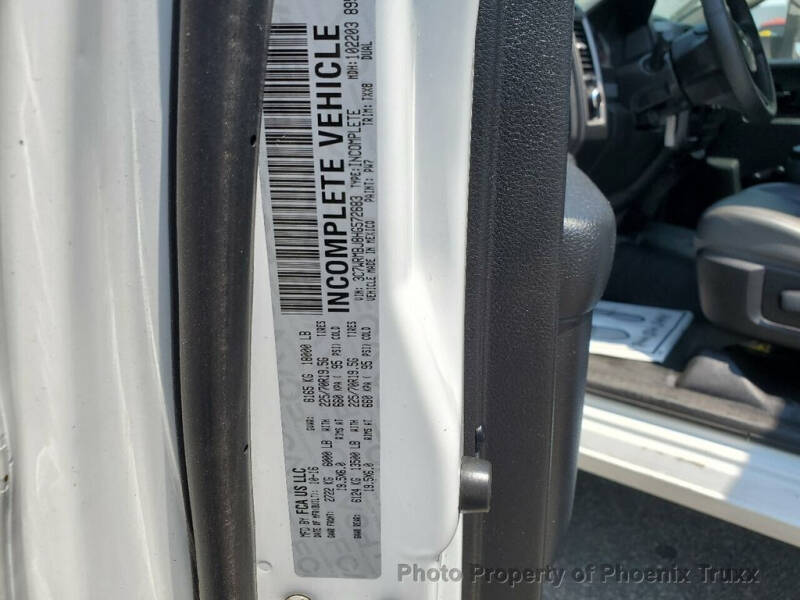 MFD BY FCA US LLC
DATE OF MFR(BUILT): 10-16
GVWR: 8165 KG 18000 LB
GAWR FRONT: 2722 KG 6000 LB WITH 225/70R19.5G TIRES
19.5X6.0 RIMS AT 660 KPA ( 95 PSI) COLD
GAWR REAR: 6124 KG 13500 LB WITH 225/70R19.5G TIRES
19.5X6.0 RIMS AT 660 KPA ( 95 PSI) COLD
INCOMPLETE VEHICLE
VIN: 3C7WRMBJ8HG572683 TYPE: INCOMPLETE MDH: 102203
VEHICLE MADE IN MEXICO PAINT: PW7 TRIM: TXX8 DUAL
Photo Property of Phoenix Truxx